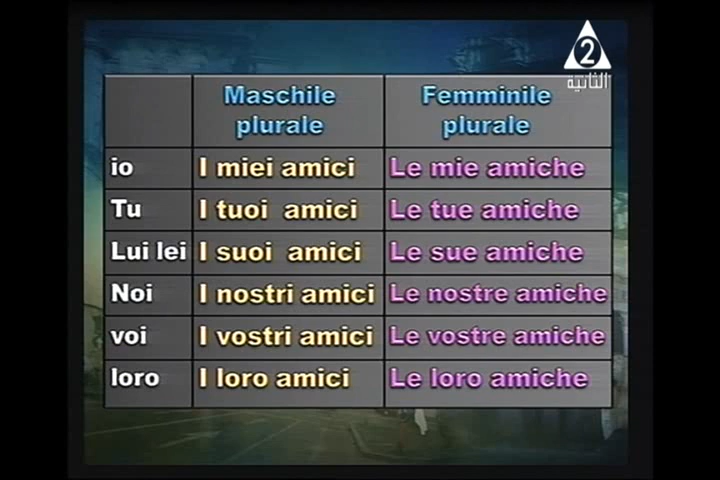 2
الثانية
Maschile plurale Femminile plurale
io I miei amici Le mie amiche
Tu I tuoi amici Le tue amiche
Lui lei I suoi amici Le sue amiche
Noi I nostri amici Le nostre amiche
voi I vostri amici Le vostre amiche
loro I loro amici Le loro amiche